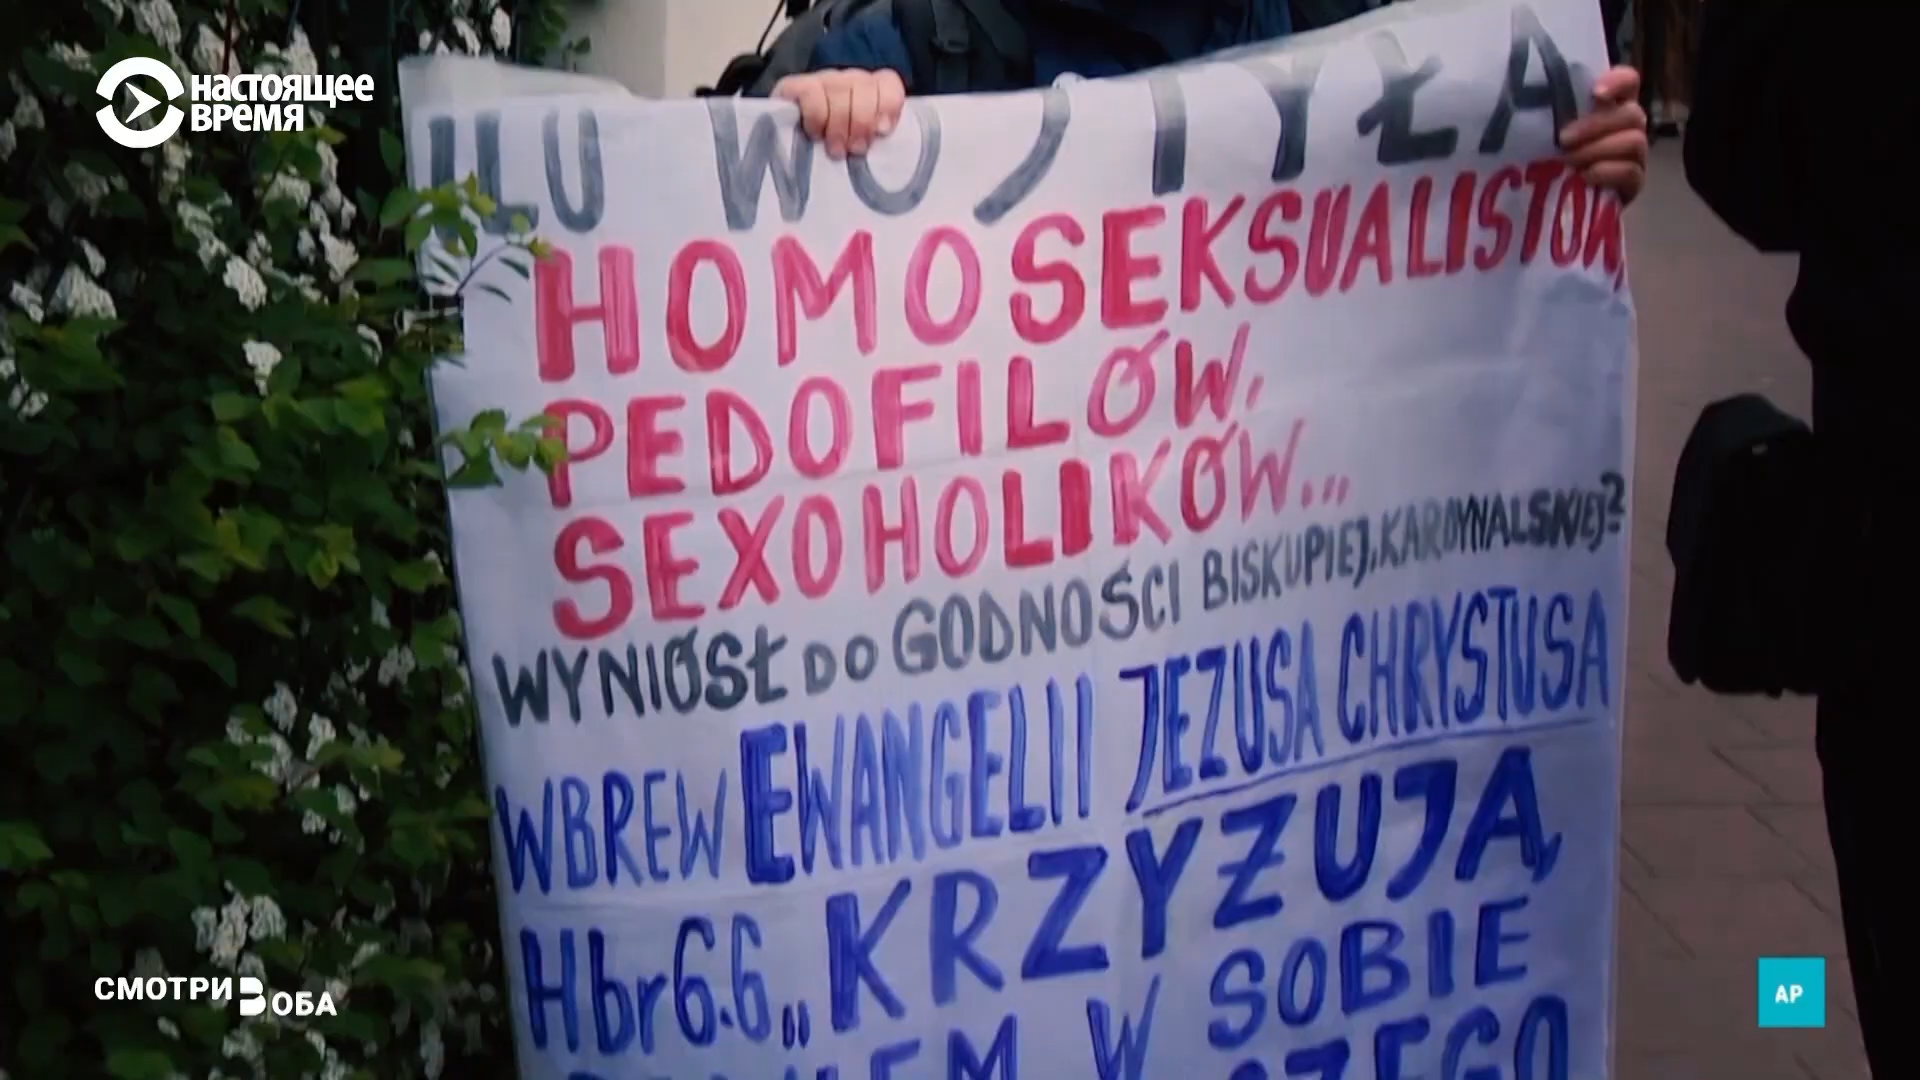 НАСТОЯЩЕЕ
ВРЕМЯ
ILU WOJTYŁA
HOMOSEKSUALISTÓW,
PEDOFILÓW,
SEXOHOLIKÓW...
WYNIÓSŁ DO GODNOŚCI BISKUPIEJ, KARDYNALSKIEJ?
WBREW EWANGELII JEZUSA CHRYSTUSA
Hbr 6.6 „KRZYŻUJĄ
W SOBIE
СМОТРИ В ОБА
AP